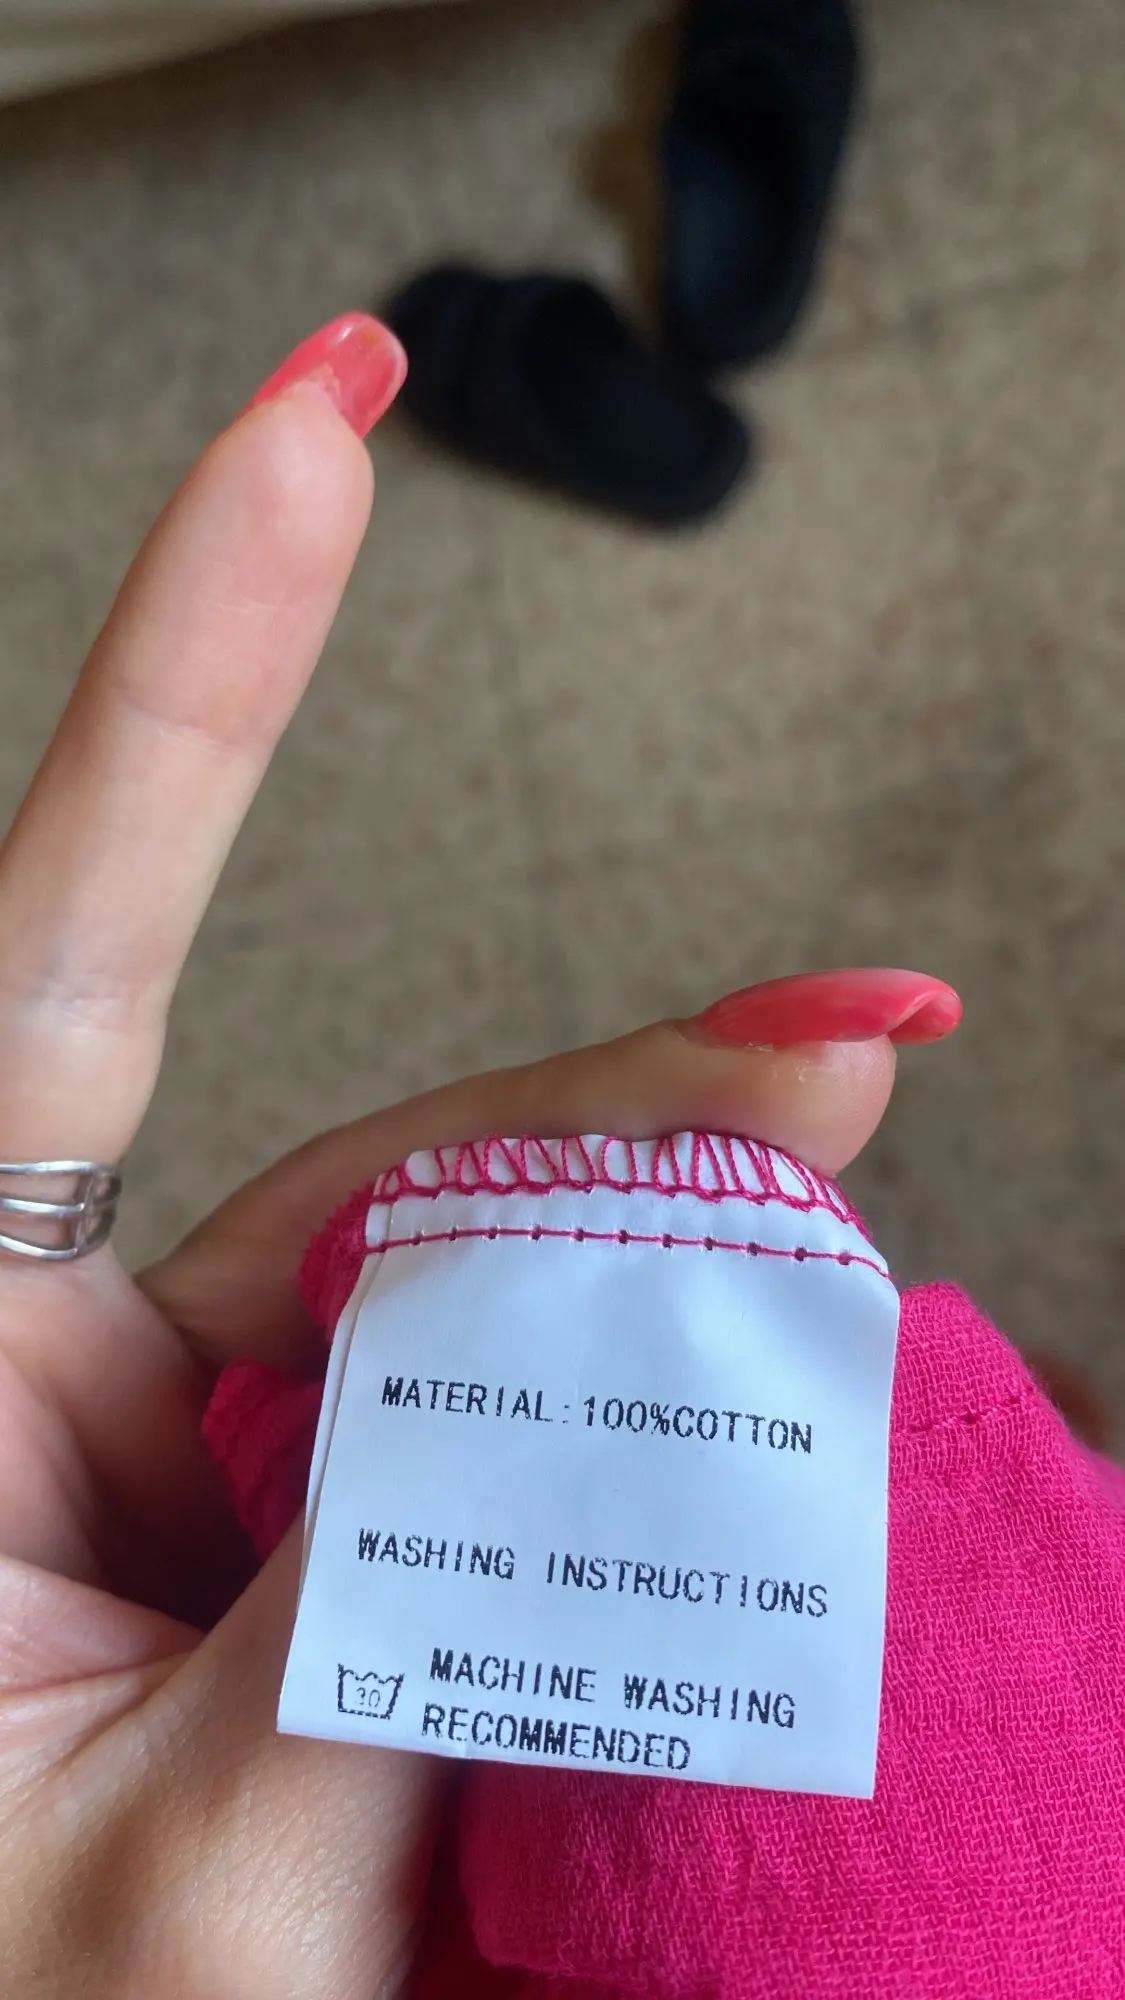 MATERIAL:100%COTTON
WASHING INSTRUCTIONS
MACHINE WASHING
30
RECOMMENDED